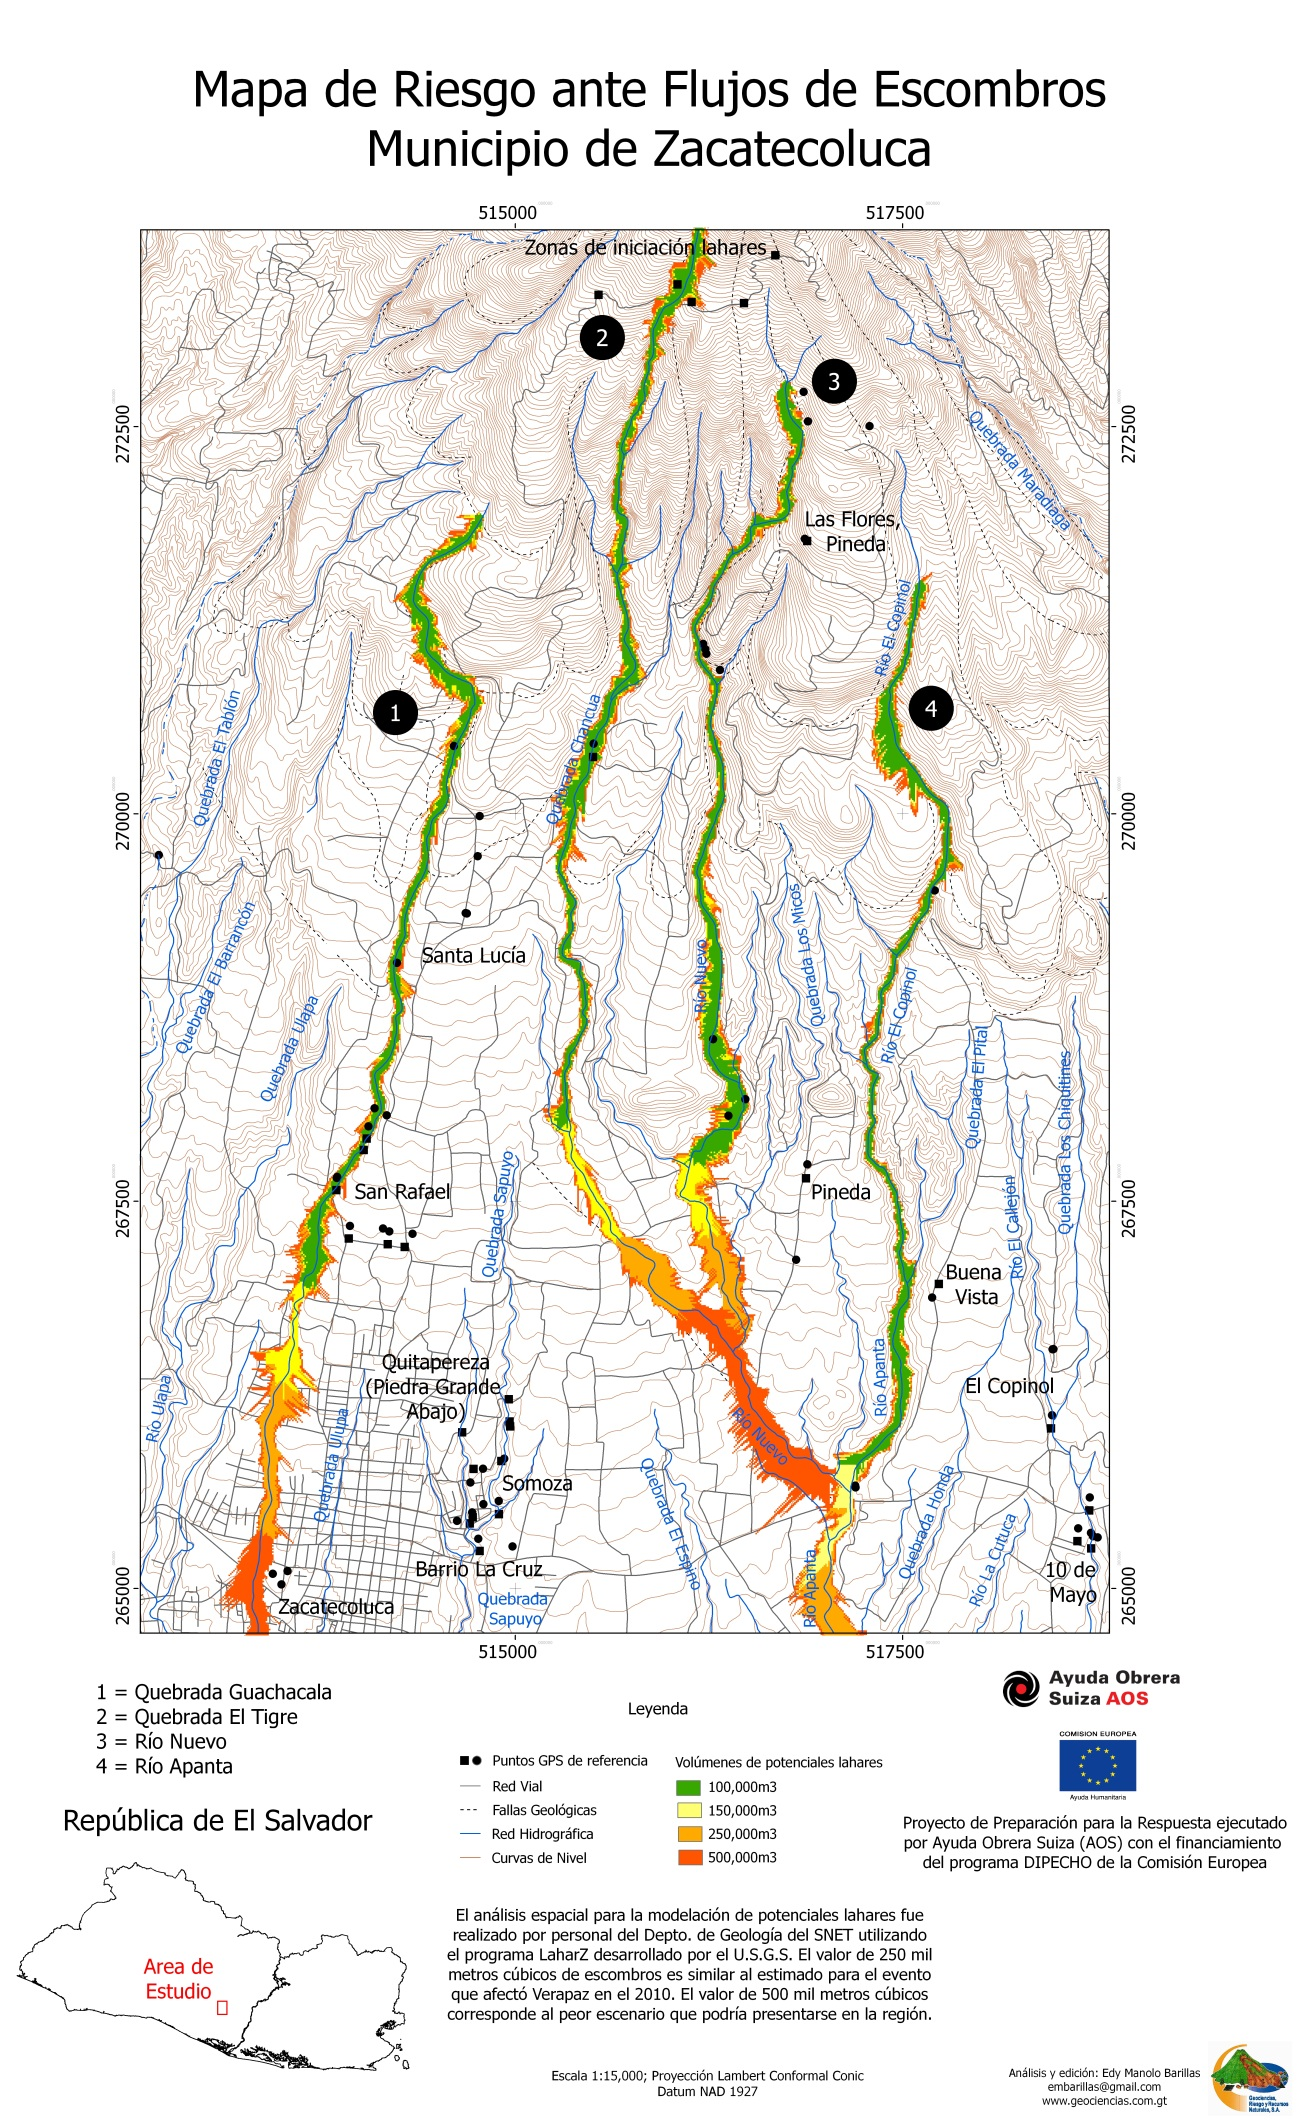 Mapa de Riesgo ante Flujos de Escombros
Municipio de Zacatecoluca
515000
517500
Zonas de iniciación lahares
2
3
272500
272500
Quebrada Maradiaga
Las Flores,
Pineda
Río El Copinol
1
4
Quebrada El Tablón
Quebrada Chancua
270000
270000
Quebrada El Barrancón
Santa Lucía
Quebrada Ulapa
Río Nuevo
Quebrada Los Micos
Río El Copinol
Quebrada El Pital
Quebrada Los Chiquitines
267500
San Rafael
Quebrada Sapuyo
Pineda
Río El Callejón
267500
Buena
Vista
Río Ulapa
Quitapereza
(Piedra Grande
Abajo)
Río Apanta
El Copinol
Quebrada Ulupa
Río Nuevo
Somoza
Quebrada El Espino
Quebrada Honda
Río La Cutuca
Barrio La Cruz
10 de
Mayo
265000
Zacatecoluca
Quebrada
Sapuyo
Río Apanta
265000
515000
517500
1 = Quebrada Guachacala
2 = Quebrada El Tigre
3 = Río Nuevo
4 = Río Apanta
República de El Salvador
Area de
Estudio
Leyenda
Puntos GPS de referencia
Red Vial
Fallas Geológicas
Red Hidrográfica
Curvas de Nivel
Volúmenes de potenciales lahares
100,000m3
150,000m3
250,000m3
500,000m3
Ayuda Obrera
Suiza AOS
COMISION EUROPEA
Ayuda Humanitaria
Proyecto de Preparación para la Respuesta ejecutado
por Ayuda Obrera Suiza (AOS) con el financiamiento
del programa DIPECHO de la Comisión Europea
El análisis espacial para la modelación de potenciales lahares fue
realizado por personal del Depto. de Geología del SNET utilizando
el programa LaharZ desarrollado por el U.S.G.S. El valor de 250 mil
metros cúbicos de escombros es similar al estimado para el evento
que afectó Verapaz en el 2010. El valor de 500 mil metros cúbicos
corresponde al peor escenario que podría presentarse en la región.
Escala 1:15,000; Proyección Lambert Conformal Conic
Datum NAD 1927
Análisis y edición: Edy Manolo Barillas
embarillas@gmail.com
www.geociencias.com.gt
Geociencias,
Riesgo y Recursos
Naturales, S.A.